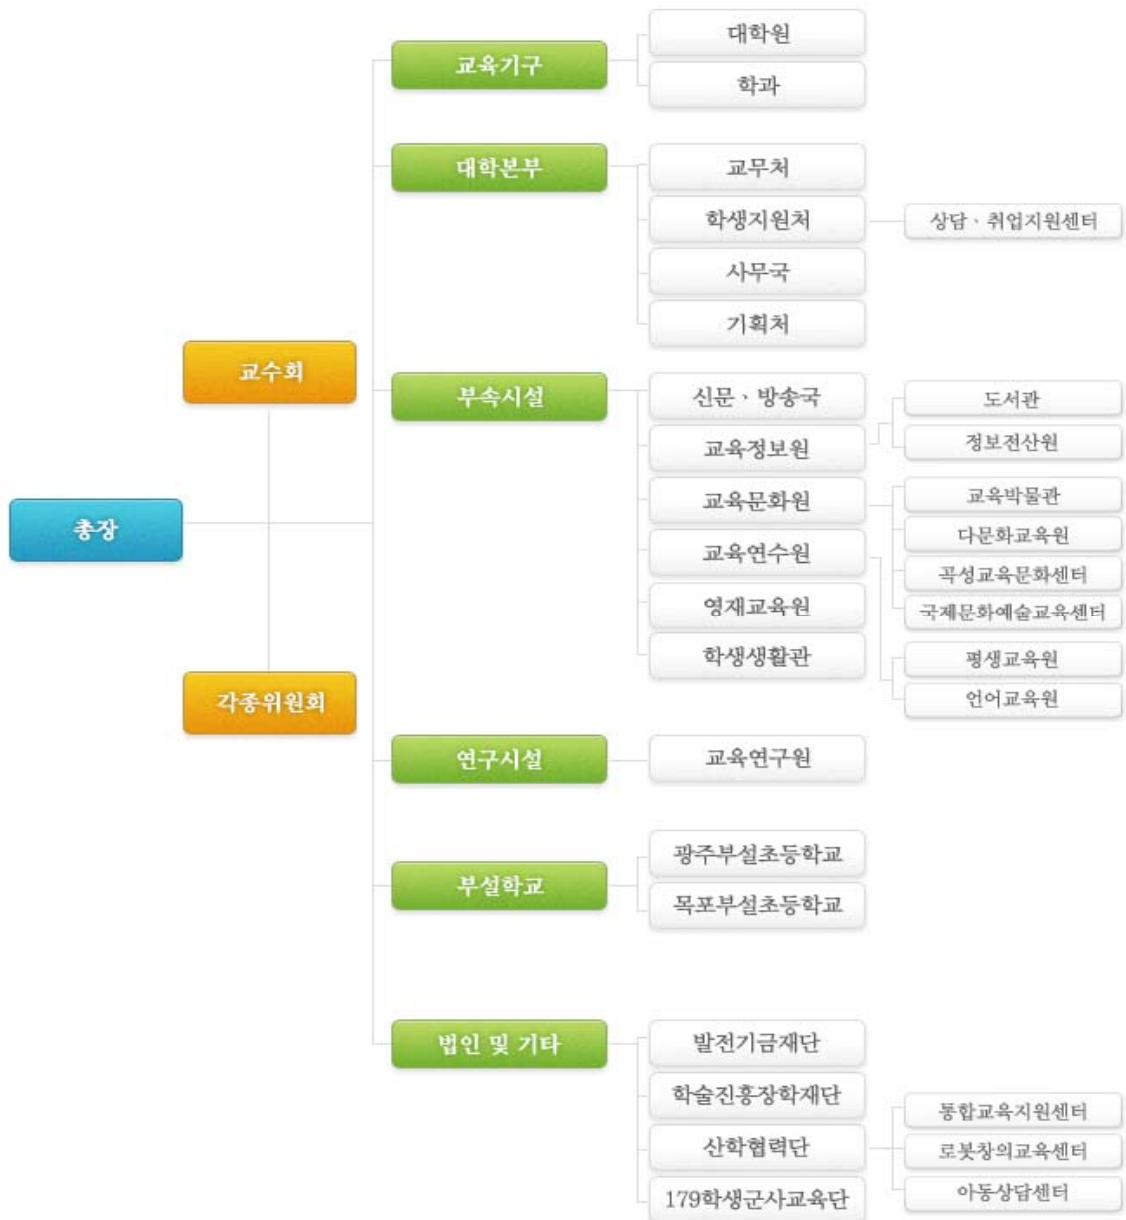 총장
교수회
각종위원회
교육기구
대학원
학과
대학본부
교무처
학생지원처
상담 · 취업지원센터
사무국
기획처
부속시설
신문 · 방송국
교육정보원
도서관
정보전산원
교육문화원
교육박물관
다문화교육원
곡성교육문화센터
국제문화예술교육센터
교육연수원
평생교육원
언어교육원
영재교육원
학생생활관
연구시설
교육연구원
부설학교
광주부설초등학교
목포부설초등학교
법인 및 기타
발전기금재단
학술진흥장학재단
산학협력단
통합교육지원센터
로봇창의교육센터
아동상담센터
179학생군사교육단